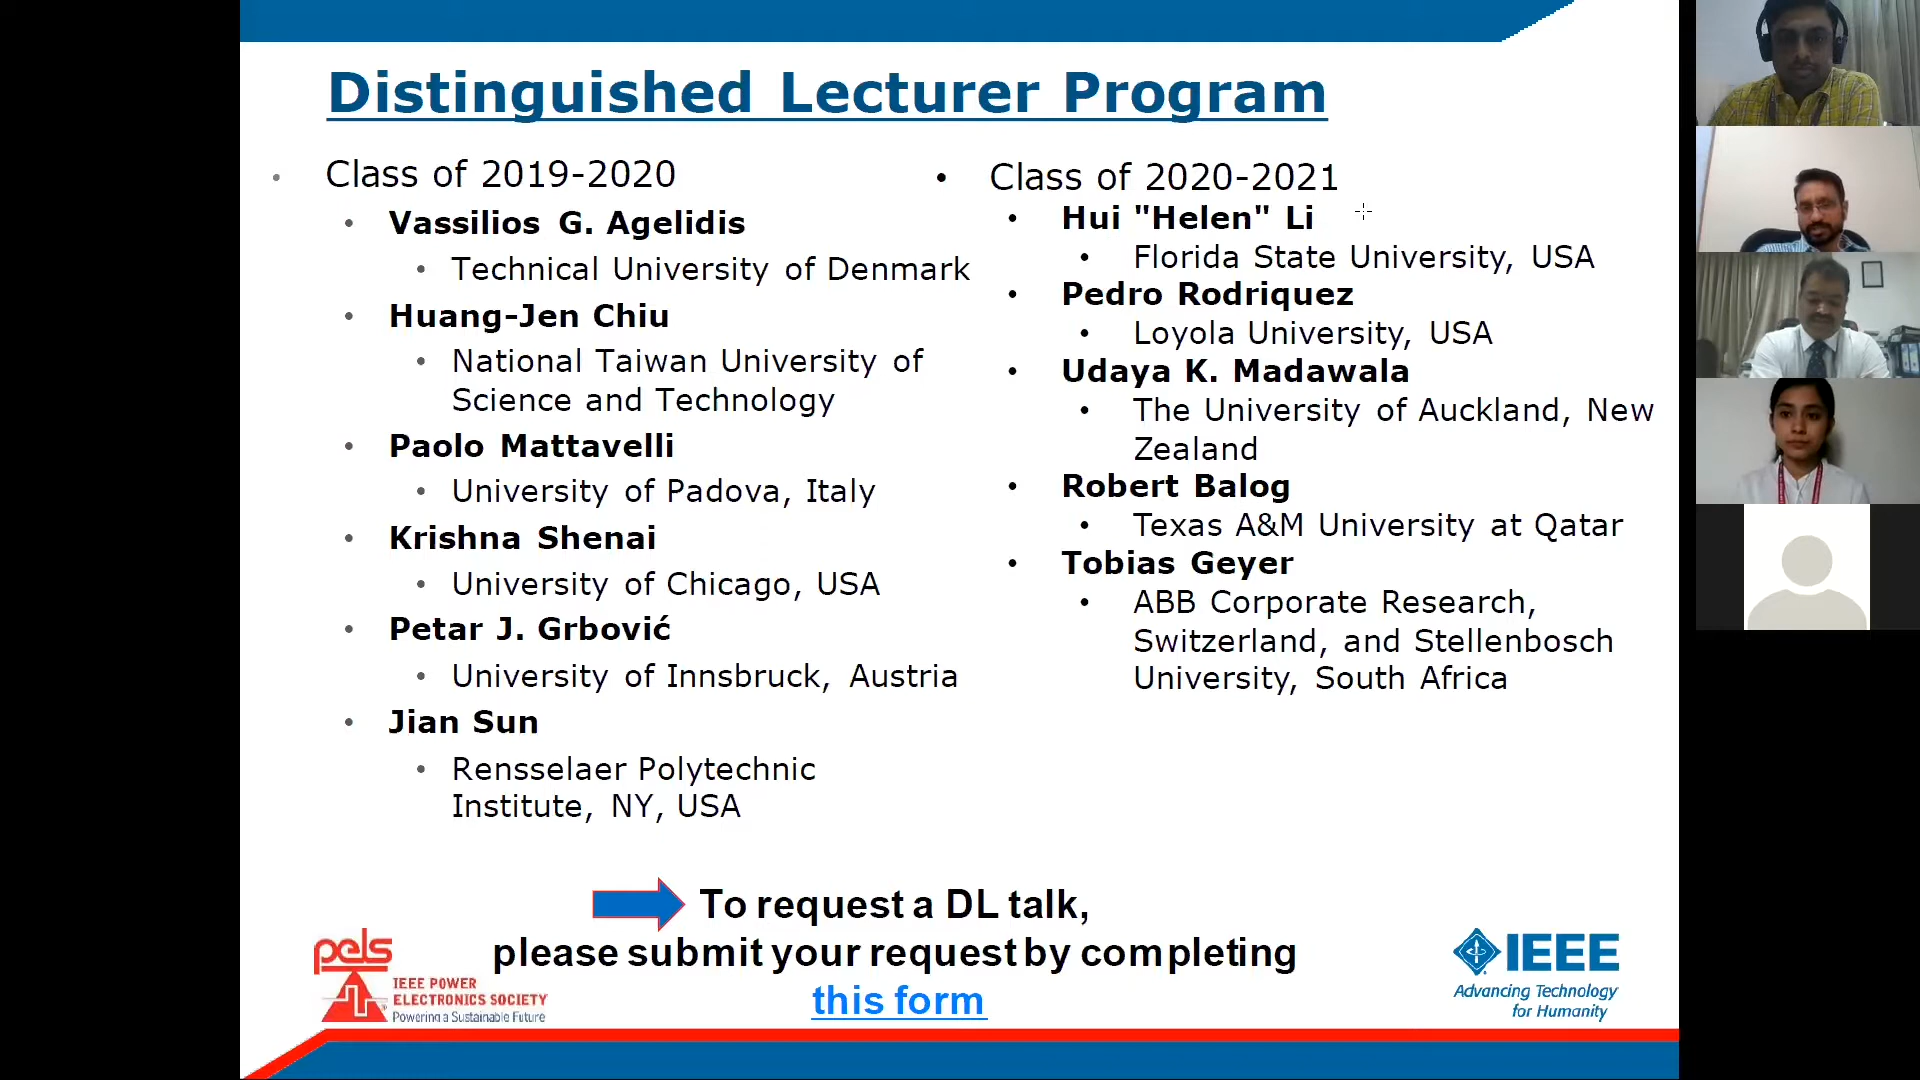 Distinguished Lecturer Program
Class of 2019-2020
Vassilios G. Agelidis
Technical University of Denmark
Huang-Jen Chiu
National Taiwan University of
Science and Technology
Paolo Mattavelli
University of Padova, Italy
Krishna Shenai
University of Chicago, USA
Petar J. Grbović
University of Innsbruck, Austria
Jian Sun
Rensselaer Polytechnic
Institute, NY, USA
Class of 2020-2021
Hui "Helen" Li
Florida State University, USA
Pedro Rodriquez
Loyola University, USA
Udaya K. Madawala
The University of Auckland, New
Zealand
Robert Balog
Texas A&M University at Qatar
Tobias Geyer
ABB Corporate Research,
Switzerland, and Stellenbosch
University, South Africa
To request a DL talk,
please submit your request by completing
this form
pels
IEEE POWER
ELECTRONICS SOCIETY
Powering a Sustainable Future
IEEE
Advancing Technology
for Humanity